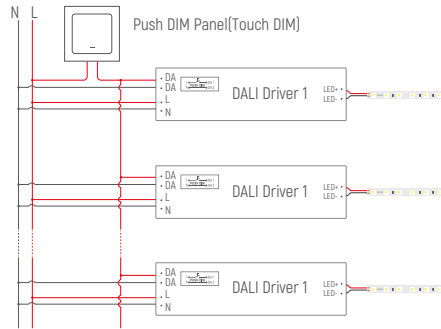 N L
Push DIM Panel(Touch DIM)
DA
DA
L
N
DALI Driver 1
LED+
LED-
DA
DA
L
N
DALI Driver 1
LED+
LED-
DA
DA
L
N
DALI Driver 1
LED+
LED-